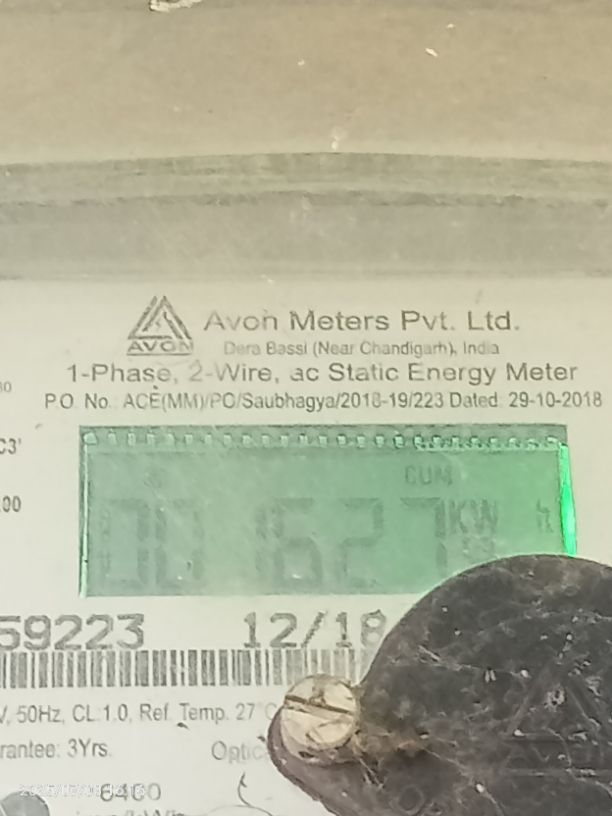 AVON
Avon Meters Pvt. Ltd.
Dera Bassi (Near Chandigarh), India
1-Phase, 2-Wire, ac Static Energy Meter
P.O. No. ACE(MM)/PC/Saubhagya/2018-19/223 Dated: 29-10-2018
CUM
001627 KW h
59223 12/18
V, 50Hz, CL.1.0, Ref. Temp. 27
rantee: 3Yrs.
6400